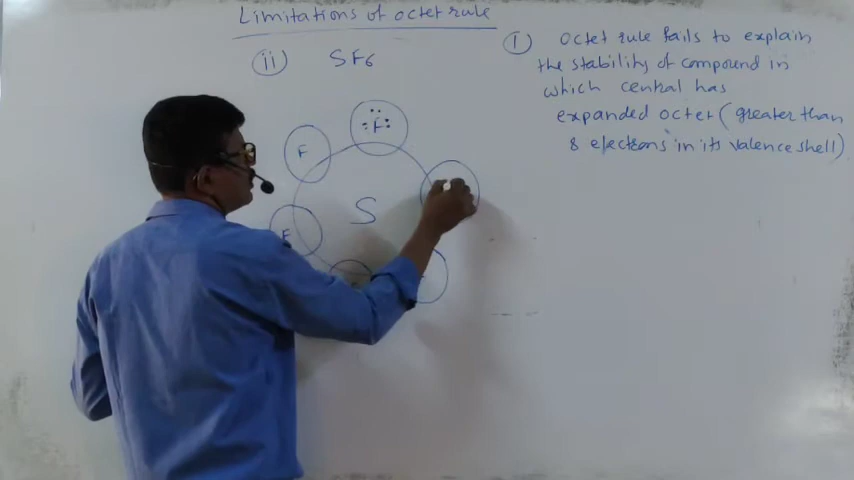 Limitations of octet rule
(ii) SF6
F
F
S
F
(i) octet rule fails to explain
the stability of compound in
which central has
expanded octet (greater than
8 electrons in its valence shell)